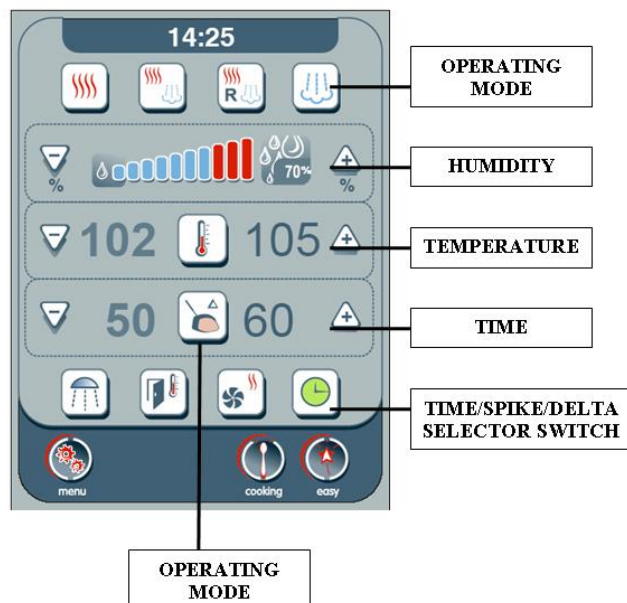 14:25
OPERATING
MODE
R
70%
% %
HUMIDITY
102 105
TEMPERATURE
50 60
TIME
TIME/SPIKE/DELTA
SELECTOR SWITCH
menu cooking easy
OPERATING
MODE